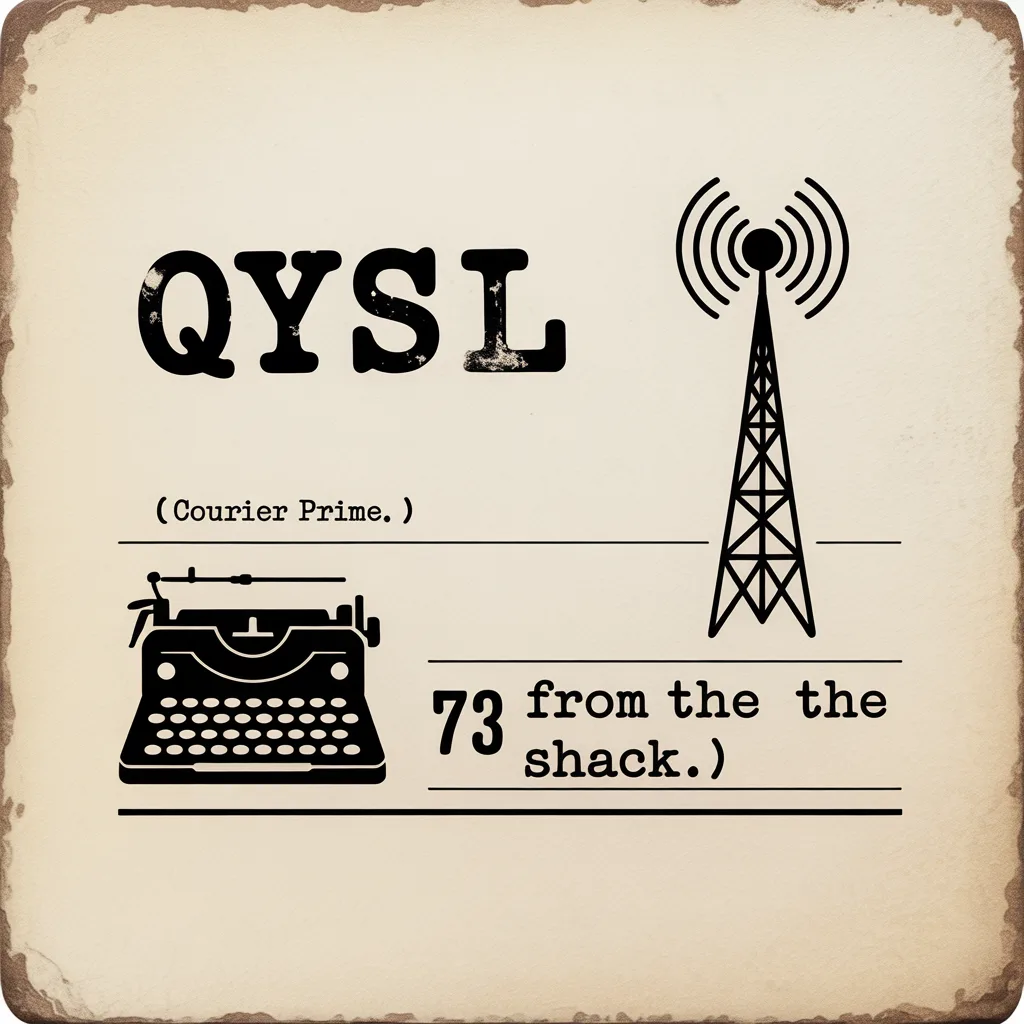 QYSL
(Courier Prime.)
73 from the the
shack.)